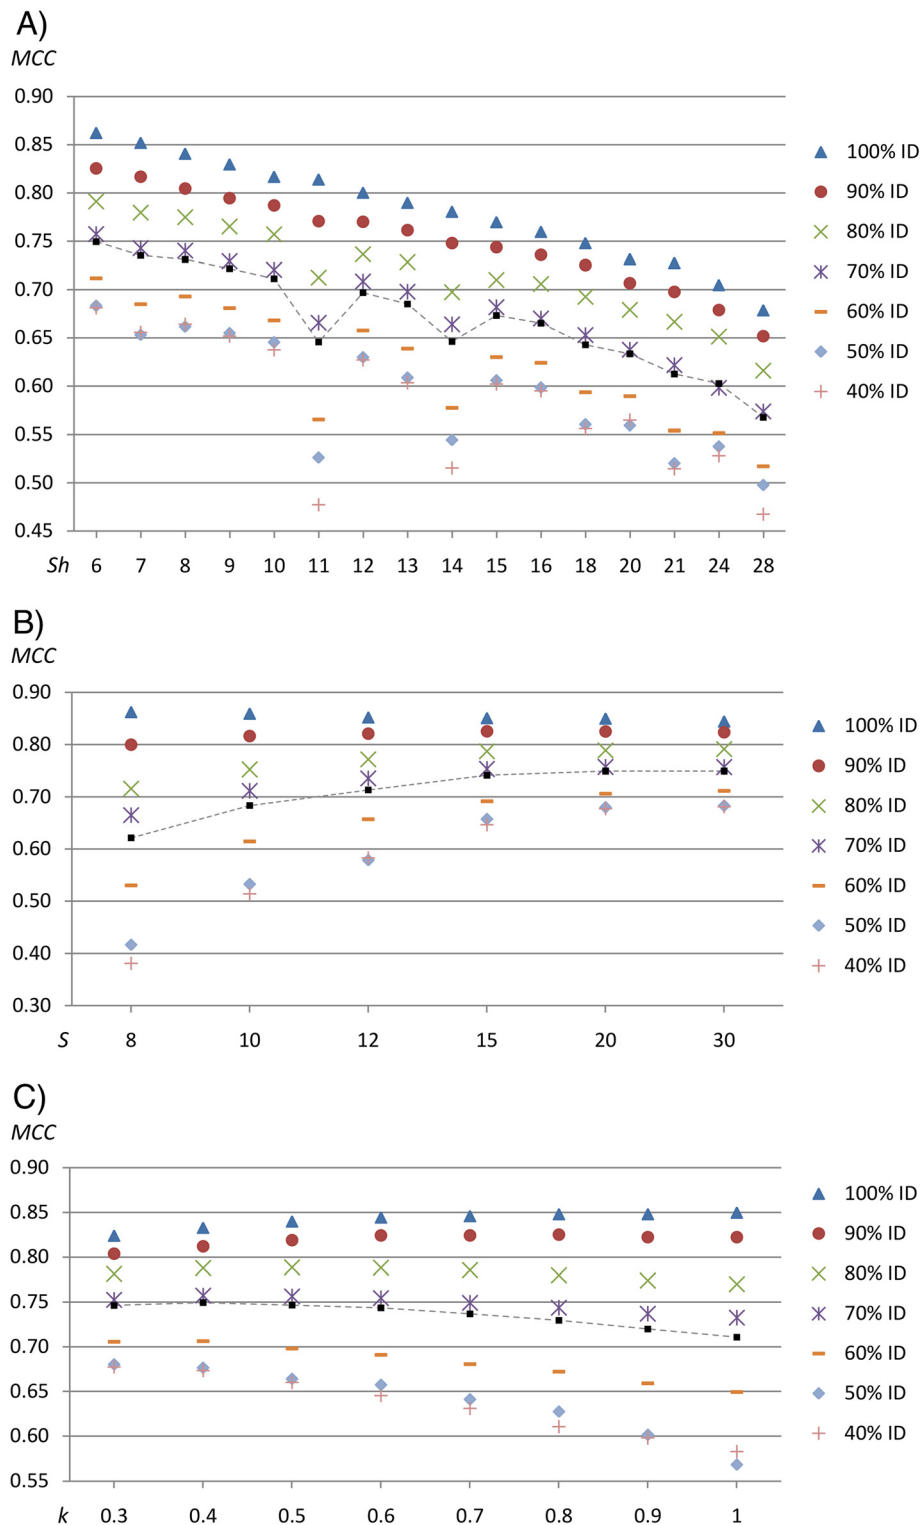 A)
MCC
0.90
0.85
0.80
0.75
0.70
0.65
0.60
0.55
0.50
0.45
Sh 6 7 8 9 10 11 12 13 14 15 16 18 20 21 24 28
100% ID
90% ID
80% ID
70% ID
60% ID
50% ID
40% ID
B)
MCC
0.90
0.80
0.70
0.60
0.50
0.40
0.30
S 8 10 12 15 20 30
100% ID
90% ID
80% ID
70% ID
60% ID
50% ID
40% ID
C)
MCC
0.90
0.85
0.80
0.75
0.70
0.65
0.60
0.55
k 0.3 0.4 0.5 0.6 0.7 0.8 0.9 1
100% ID
90% ID
80% ID
70% ID
60% ID
50% ID
40% ID